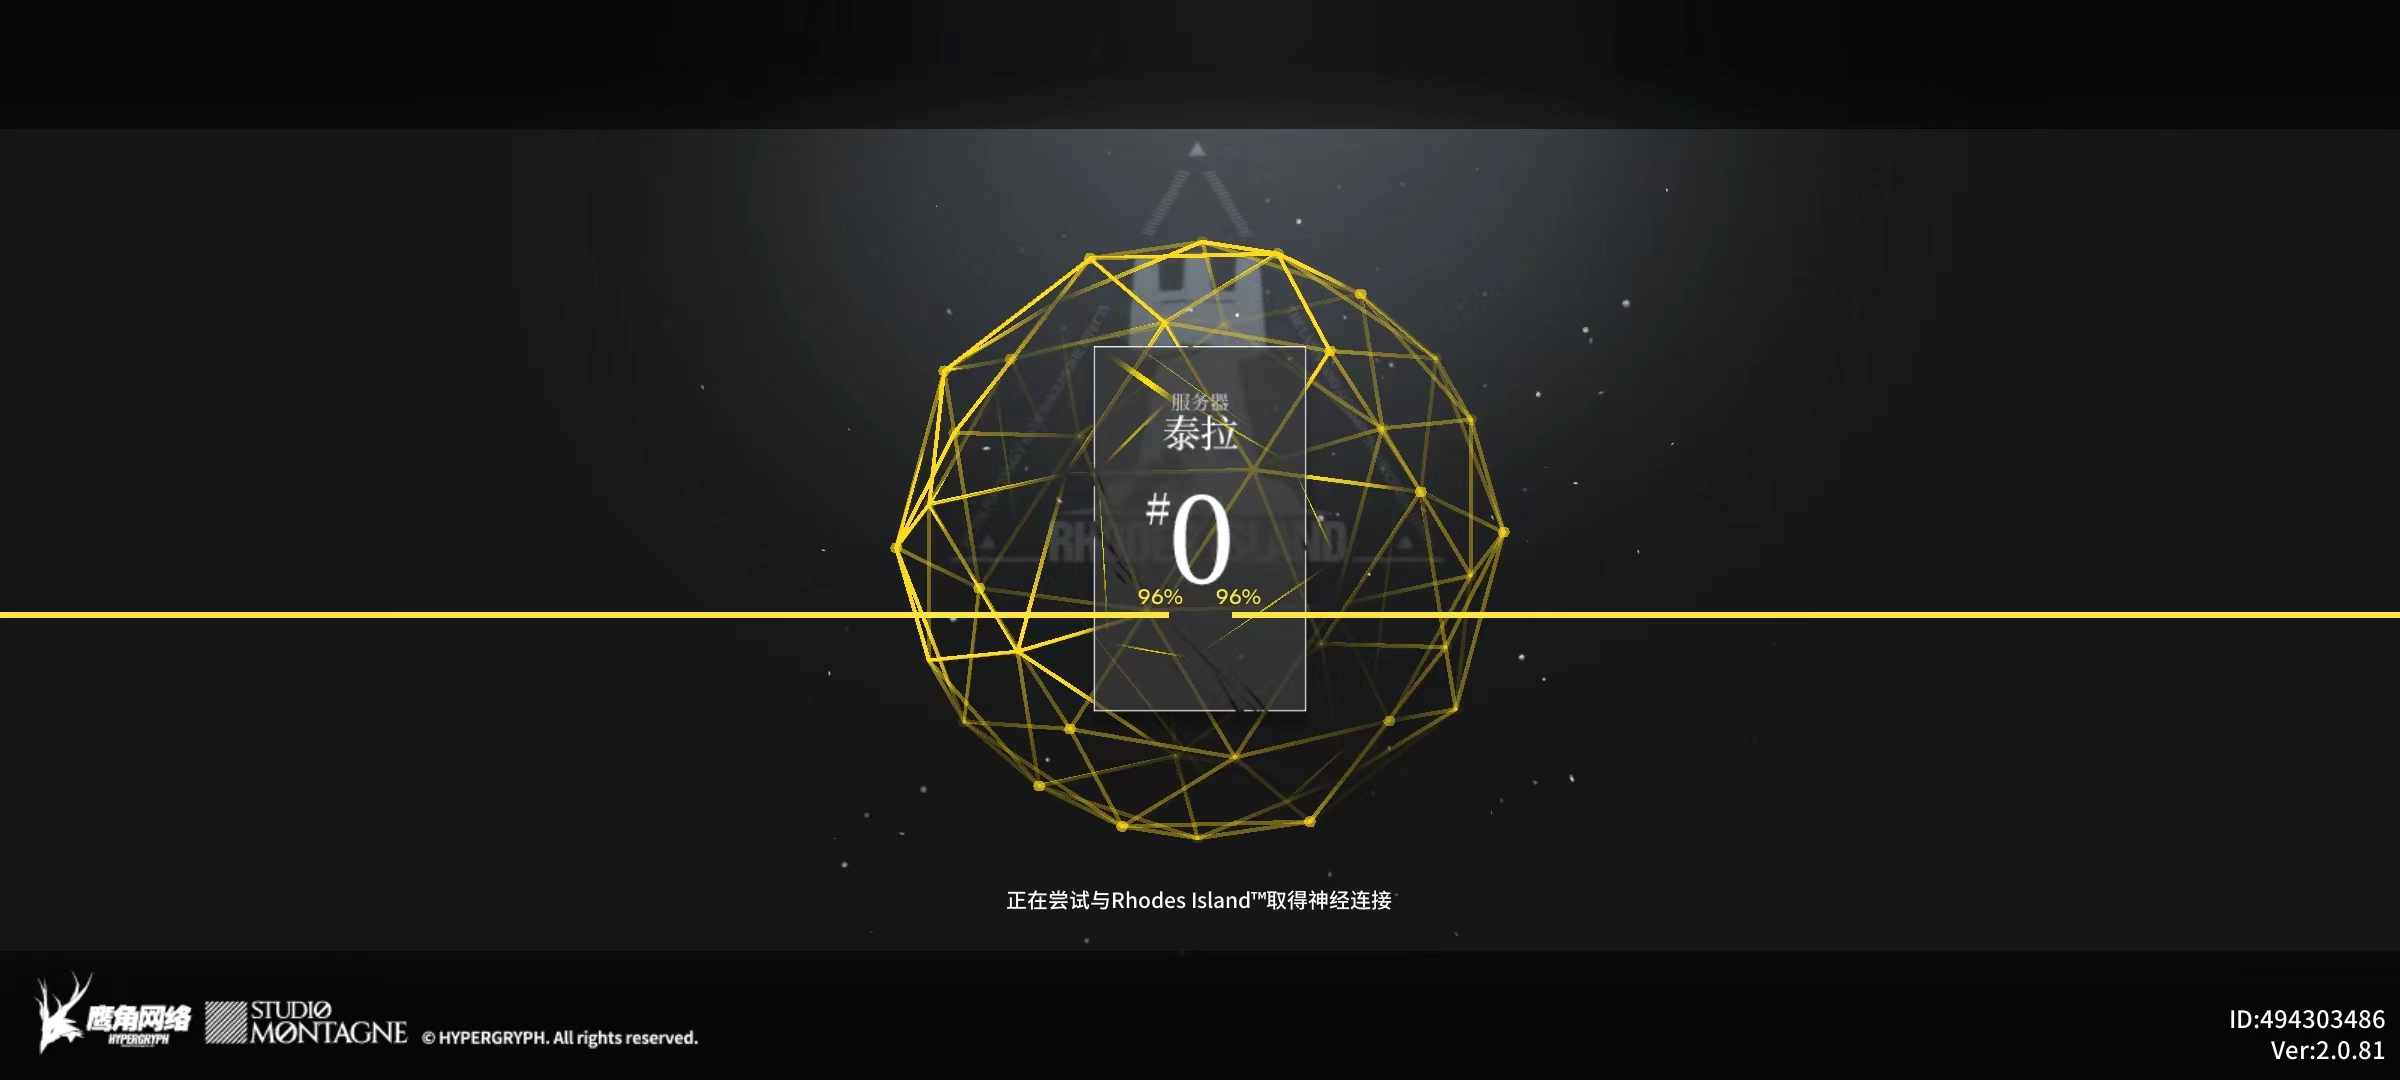 服务器
泰拉
#0
96% 96%
RHODES ISLAND
正在尝试与Rhodes Island™取得神经连接
鹰角网络
HYPERGRYPH
STUDIO
MONTAGNE
© HYPERGRYPH. All rights reserved.
ID:494303486
Ver:2.0.81